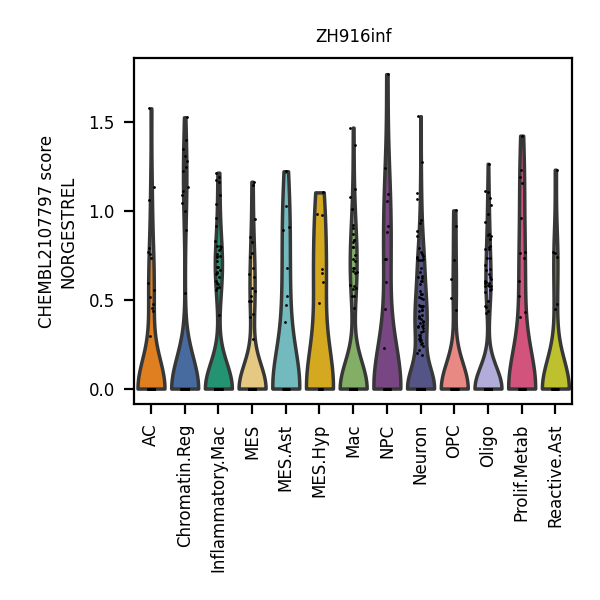 ZH916inf
CHEMBL2107797 score
NORGESTREL
1.5
1.0
0.5
0.0
AC
Chromatin.Reg
Inflammatory.Mac
MES
MES.Ast
MES.Hyp
Mac
NPC
Neuron
OPC
Oligo
Prolif.Metab
Reactive.Ast